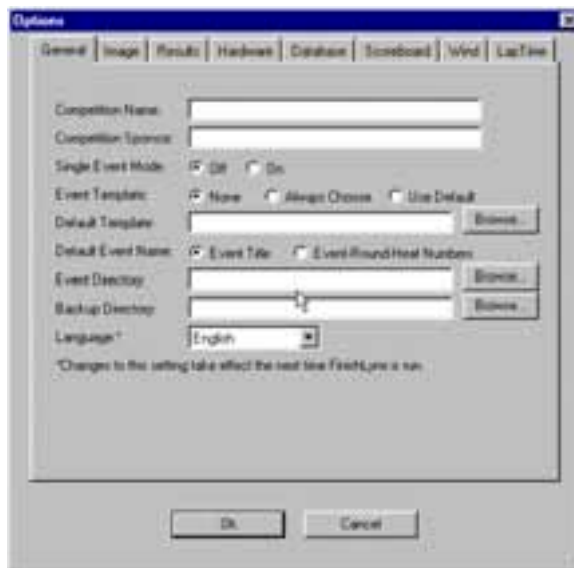 Options
General Image Results Hardware Database Scoreboard Wind LapTime
Competition Name:
Competition Sponsor:
Single Event Mode: Off On
Event Template: None Always Choose Use Default
Default Template: Browse...
Default Event Name: Event Title Event-Round-Heat Numbers
Event Directory: Browse...
Backup Directory: Browse...
Language:* English
*Changes to this setting take effect the next time FinishLynx is run.
Ok Cancel